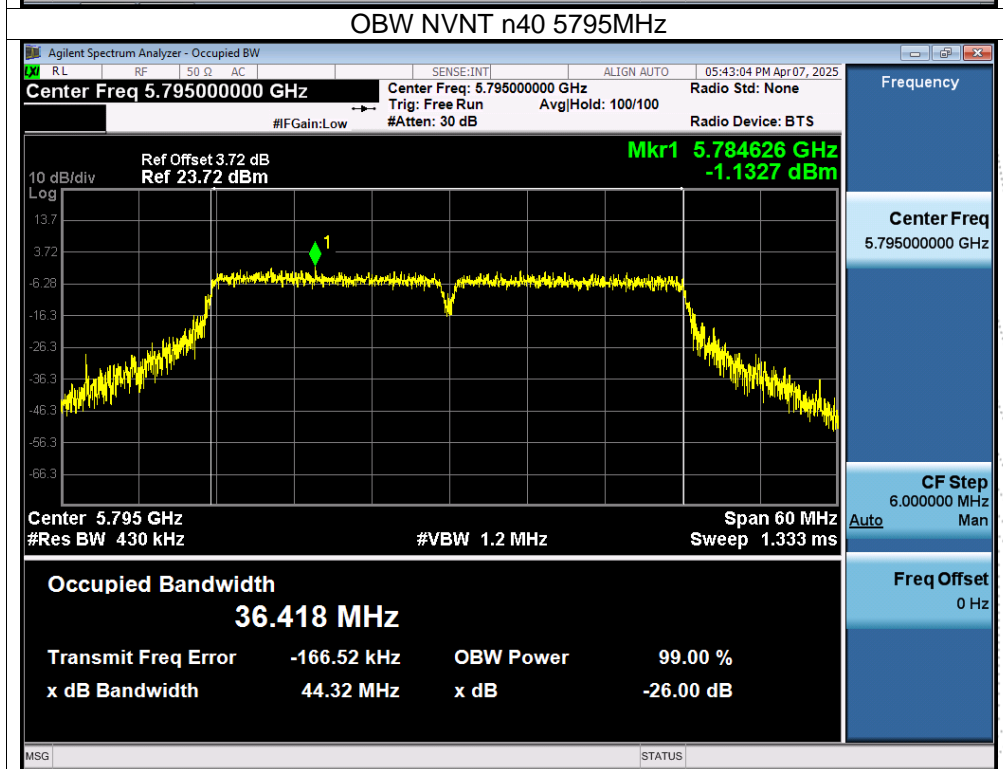 OBW NVNT n40 5795MHz
Agilent Spectrum Analyzer - Occupied BW
LXI RL RF 50 Ω AC SENSE:INT ALIGN AUTO 05:43:04 PM Apr 07, 2025
Center Freq 5.795000000 GHz Center Freq: 5.795000000 GHz Radio Std: None
Trig: Free Run Avg|Hold: 100/100
#IFGain:Low #Atten: 30 dB Radio Device: BTS
Mkr1 5.784626 GHz
-1.1327 dBm
Ref Offset 3.72 dB
10 dB/div Ref 23.72 dBm
Log
13.7
1
3.72
-6.28
-16.3
-26.3
-36.3
-46.3
-56.3
-66.3
Center 5.795 GHz Span 60 MHz
#Res BW 430 kHz #VBW 1.2 MHz Sweep 1.333 ms
Occupied Bandwidth
36.418 MHz
Transmit Freq Error -166.52 kHz OBW Power 99.00 %
x dB Bandwidth 44.32 MHz x dB -26.00 dB
MSG STATUS
Frequency
Center Freq
5.795000000 GHz
CF Step
6.000000 MHz
Auto Man
Freq Offset
0 Hz